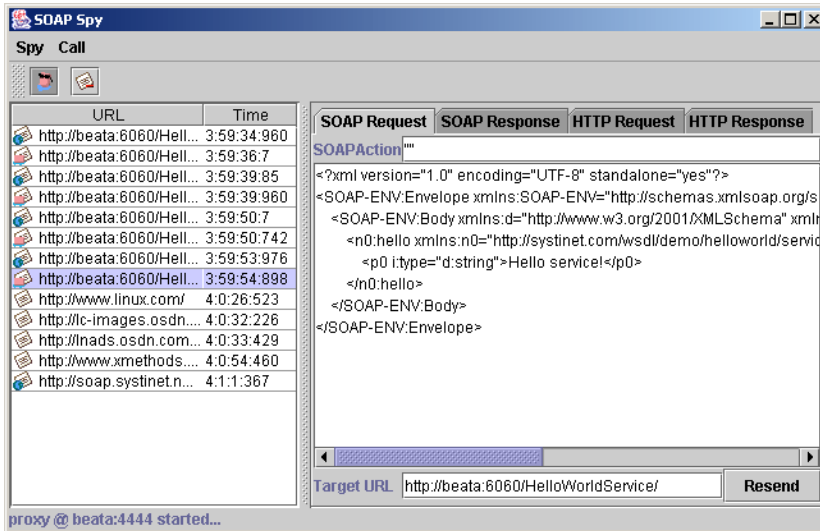 SOAP Spy
Spy Call
URL Time
http://beata:6060/Hell... 3:59:34:960
http://beata:6060/Hell... 3:59:36:7
http://beata:6060/Hell... 3:59:39:85
http://beata:6060/Hell... 3:59:39:960
http://beata:6060/Hell... 3:59:50:7
http://beata:6060/Hell... 3:59:50:742
http://beata:6060/Hell... 3:59:53:976
http://beata:6060/Hell... 3:59:54:898
http://www.linux.com/ 4:0:26:523
http://lc-images.osdn.... 4:0:32:226
http://lnads.osdn.com... 4:0:33:429
http://www.xmethods.... 4:0:54:460
http://soap.systinet.n... 4:1:1:367
SOAP Request SOAP Response HTTP Request HTTP Response
SOAPAction ""
<?xml version="1.0" encoding="UTF-8" standalone="yes"?>
<SOAP-ENV:Envelope xmlns:SOAP-ENV="http://schemas.xmlsoap.org/s
<SOAP-ENV:Body xmlns:d="http://www.w3.org/2001/XMLSchema" xmln
<n0:hello xmlns:n0="http://systinet.com/wsdl/demo/helloworld/servic
<p0 i:type="d:string">Hello service!</p0>
</n0:hello>
</SOAP-ENV:Body>
</SOAP-ENV:Envelope>
Target URL http://beata:6060/HelloWorldService/ Resend
proxy @ beata:4444 started...